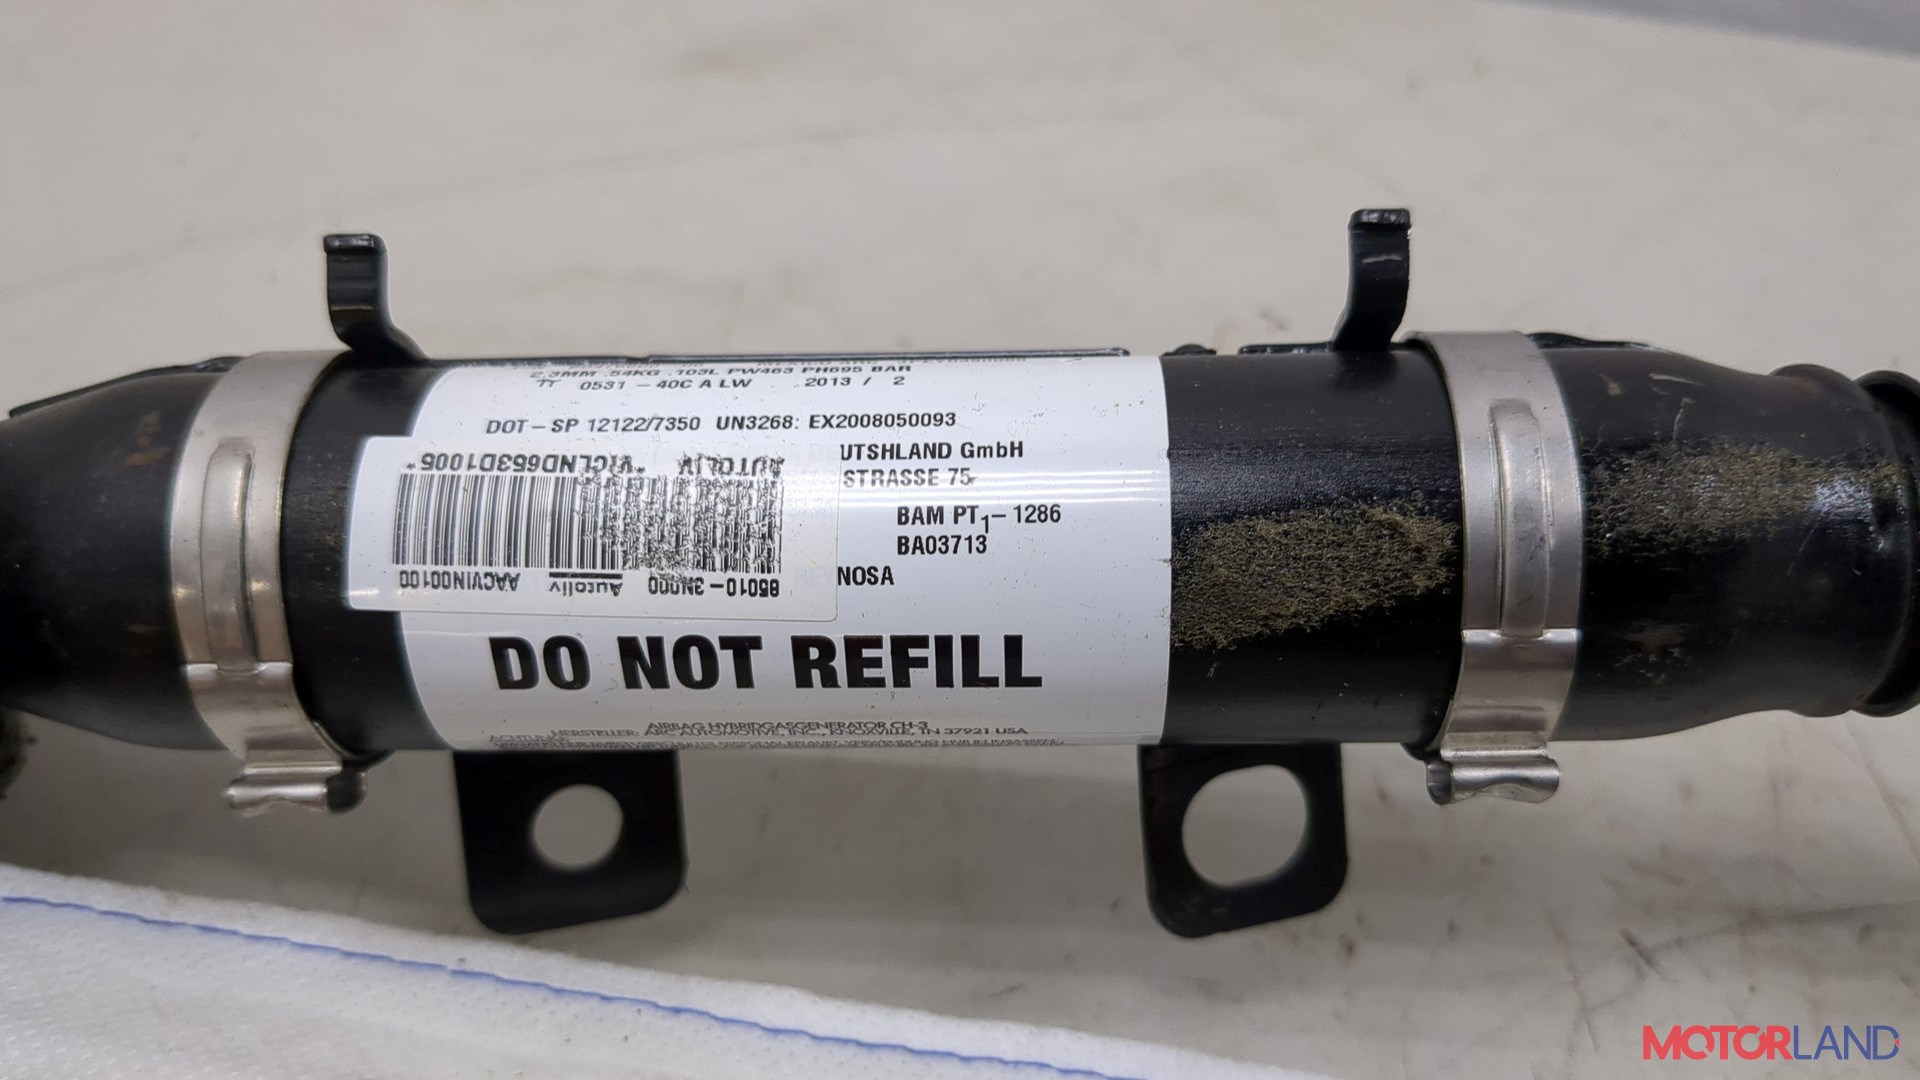 2.3MM .54KG .103L PW463 PH695 BAR
0531 - 40C A LW 2013 / 2
DOT-SP 12122/7350 UN3268: EX2008050093
UTSHLAND GmbH
STRASSE 75
BAM PT1-1286
BA03713
NOSA
AUTOLIV *VICLND6653D1005*
85010-3N000 Autoliv AACVIN00100
DO NOT REFILL
AIRBAG HYBRIDGASGENERATOR CH-3
HERSTELLER: ARC AUTOMOTIVE, INC., KNOXVILLE, TN 37921 USA
ACHTUNG:
MOTORLAND